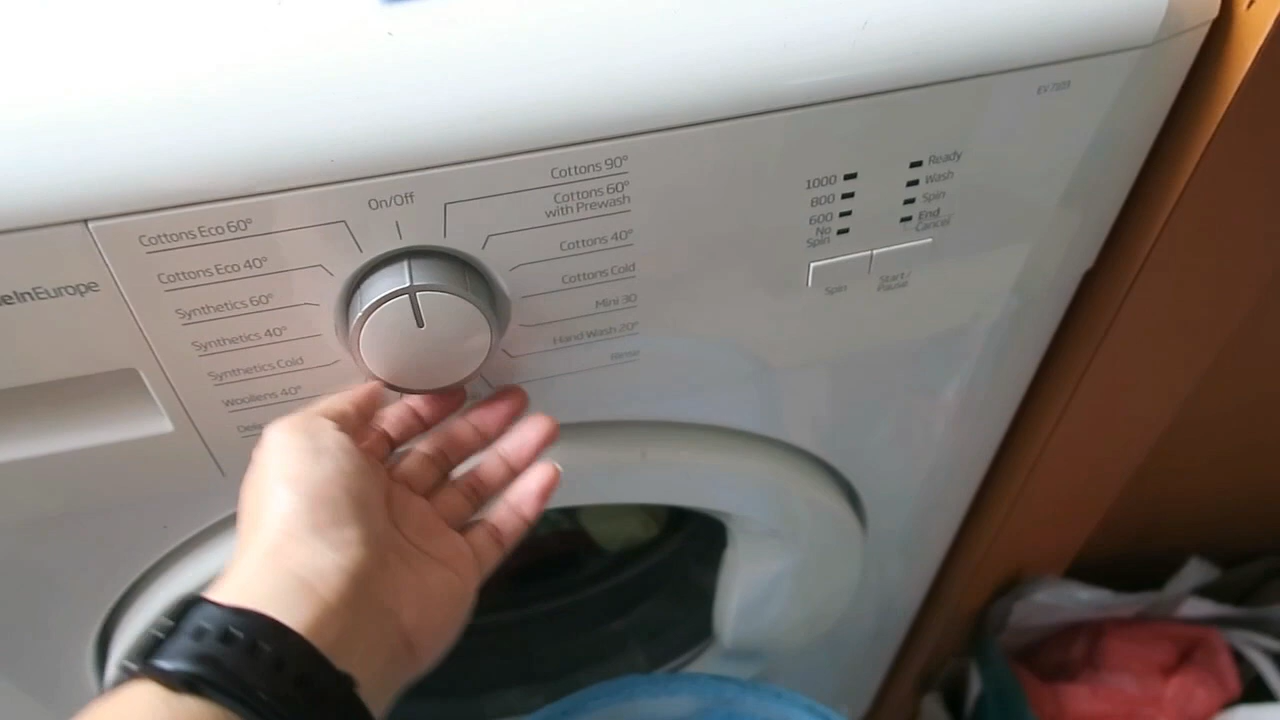 InEurope
Cottons Eco 60°
Cottons Eco 40°
Synthetics 60°
Synthetics 40°
Synthetics Cold
Woollens 40°
On/Off
Cottons 90°
Cottons 60°
with Prewash
Cottons 40°
Cottons Cold
Mini 30
Hand Wash 20°
Rinse
1000
800
600
No
Spin
Ready
Wash
Spin
End
Cancel
Spin
Start /
Pause